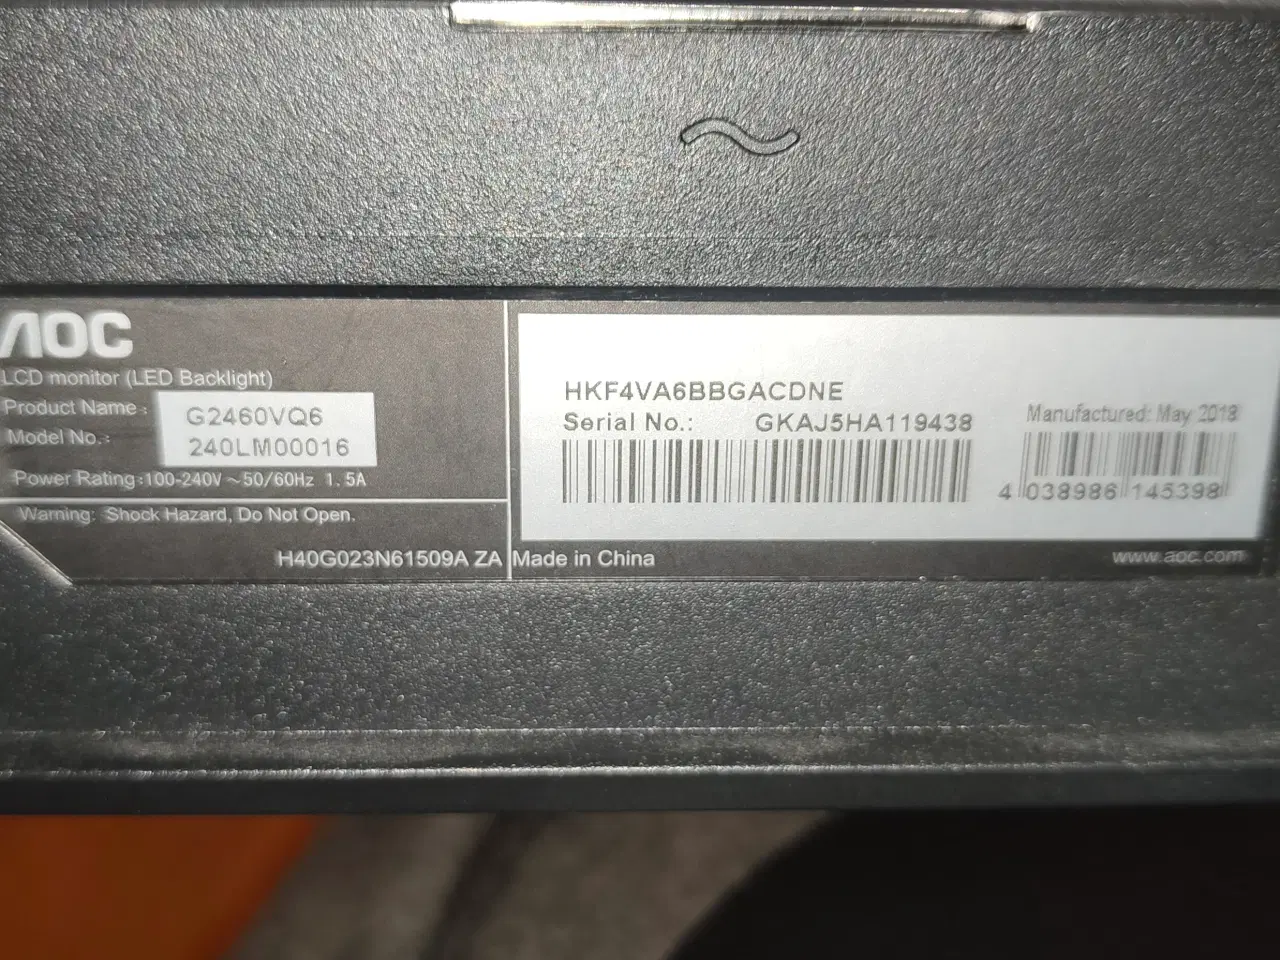 AOC
LCD monitor (LED Backlight)
Product Name : G2460VQ6
Model No.: 240LM00016
Power Rating:100-240V ~ 50/60Hz 1.5A
Warning: Shock Hazard, Do Not Open.
H40G023N61509A ZA
HKF4VA6BBGACDNE
Serial No.: GKAJ5HA119438
Manufactured: May 2018
4 038986 145398
Made in China
www.aoc.com